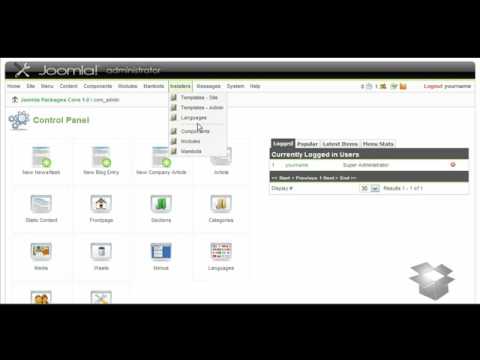 Joomla! administrator
Home Site Menu Content Components Modules Mambots Installers Messages System Help
0 1 Logout yourname
Joomla Packages Core 1.0 / com_admin
Templates - Site
Templates - Admin
Languages
Components
Modules
Mambots
Control Panel
Logged Popular Latest Items Menu Stats
Currently Logged in Users
1 yourname Super Administrator
<< Start < Previous 1 Next > End >>
Display # 30 Results 1 - 1 of 1
New Newsflash New Blog Entry New Company Article Article
Static Content Frontpage Sections Categories
Media Trash Menus Languages